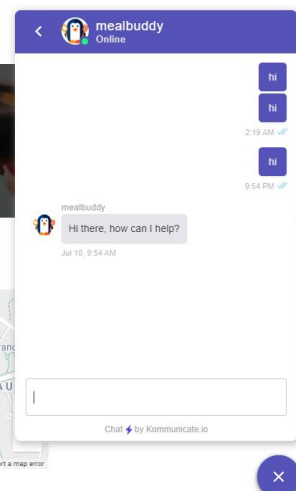 mealbuddy
Online
hi
hi
2:19 AM
hi
9:54 PM
mealbuddy
Hi there, how can I help?
Jul 10, 9:54 AM
Chat by Kommunicate.io
rt a map error